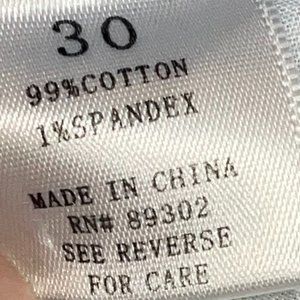 30
99%COTTON
1%SPANDEX
MADE IN CHINA
RN# 89302
SEE REVERSE
FOR CARE